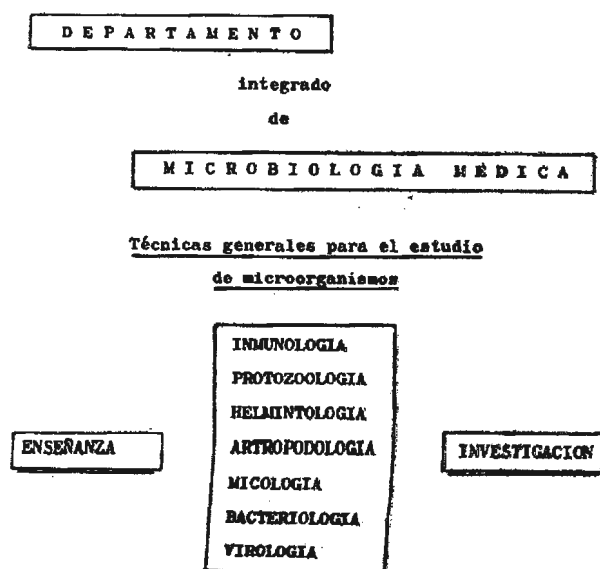 DEPARTAMENTO
integrado
de
MICROBIOLOGIA MÉDICA
Técnicas generales para el estudio
de microorganismos
INMUNOLOGIA
PROTOZOOLOGIA
HELMINTOLOGIA
ENSEÑANZA ARTROPODOLOGIA INVESTIGACION
MICOLOGIA
BACTERIOLOGIA
VIROLOGIA